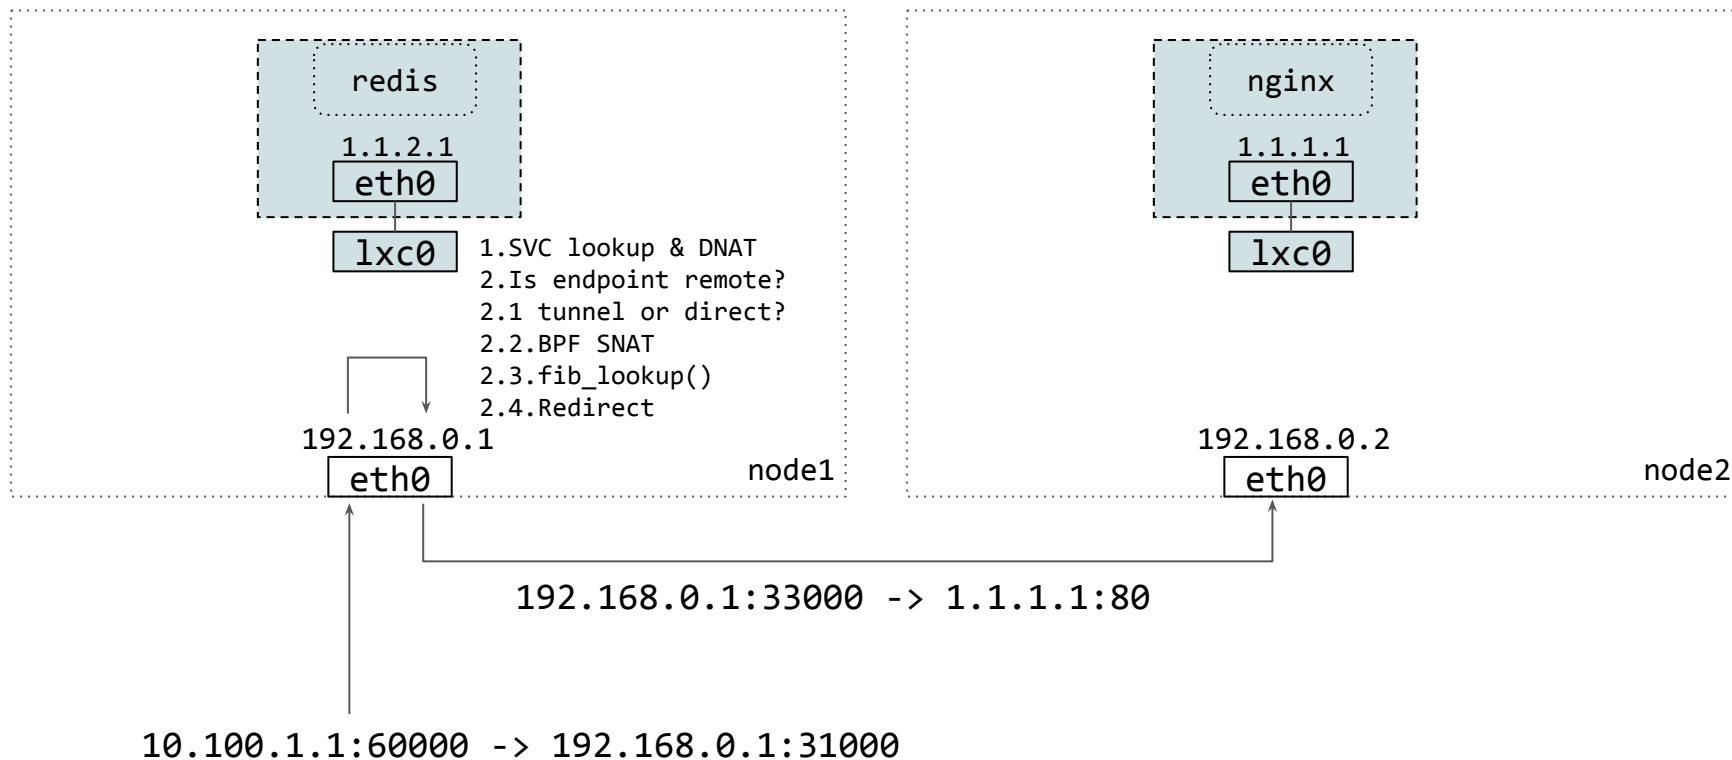 redis
1.1.2.1
eth0
lxc0
1.SVC lookup & DNAT
2.Is endpoint remote?
2.1 tunnel or direct?
2.2.BPF SNAT
2.3.fib_lookup()
2.4.Redirect
192.168.0.1
eth0
node1
nginx
1.1.1.1
eth0
lxc0
192.168.0.2
eth0
node2
192.168.0.1:33000 -> 1.1.1.1:80
10.100.1.1:60000 -> 192.168.0.1:31000